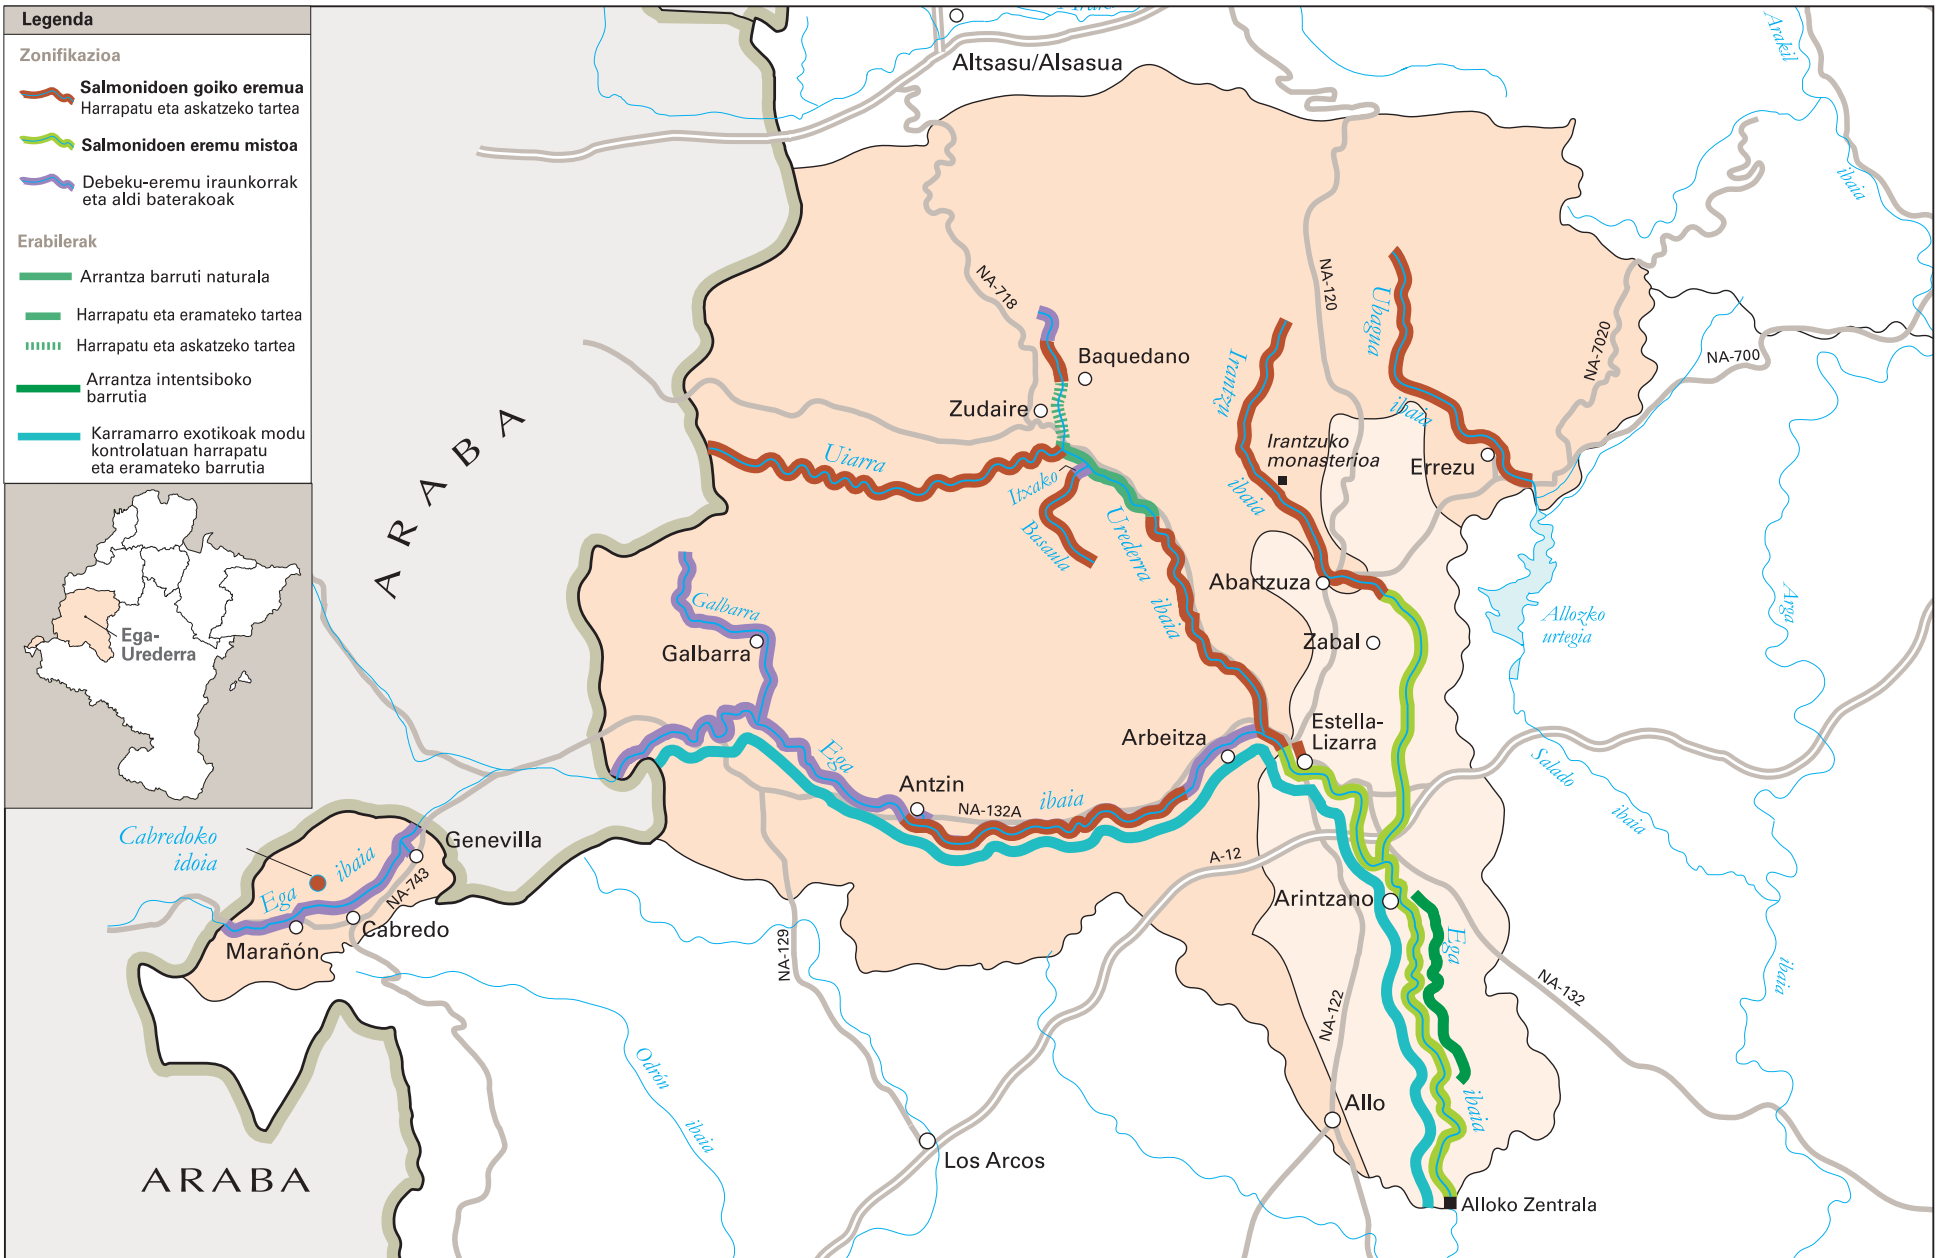 Legenda
Zonifikazioa
Salmonidoen goiko eremua
Harrapatu eta askatzeko tartea
Salmonidoen eremu mistoa
Debeku-eremu iraunkorrak
eta aldi baterakoak
Erabilerak
Arrantza barruti naturala
Harrapatu eta eramateko tartea
Harrapatu eta askatzeko tartea
Arrantza intentsiboko
barrutia
Karramarro exotikoak modu
kontrolatuan harrapatu
eta eramateko barrutia
Ega-
Urederra
Altsasu/Alsasua
Arakil
ibaia
NA-718
NA-120
Ubagua
ibaia
NA-7020
NA-700
Baquedano
Zudaire
Irantzu
ibaia
Irantzuko
monasterioa
Errezu
ARABA
Uiarra
Itxako
Basaula
Urederra
ibaia
Abartzuza
Zabal
Allozko
urtegia
Arga
ibaia
Galbarra
Galbarra
Estella-
Lizarra
Arbeitza
Ega
ibaia
Antzin
NA-132A
Salado
ibaia
Cabredoko
idoia
Genevilla
Ega
ibaia
NA-743
Cabredo
Marañón
A-12
Arintzano
Ega
ibaia
NA-129
NA-122
NA-132
Odrón
ibaia
Allo
Los Arcos
ARABA
Alloko Zentrala